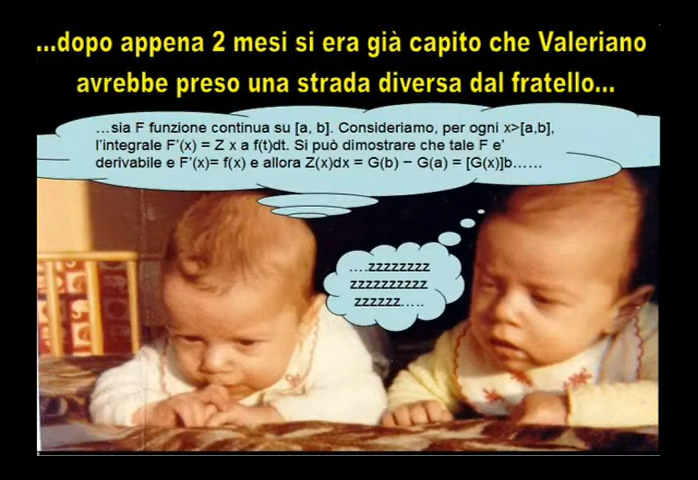 ...dopo appena 2 mesi si era già capito che Valeriano
avrebbe preso una strada diversa dal fratello...
...sia F funzione continua su [a, b]. Consideriamo, per ogni x>[a,b],
l'integrale F'(x) = Z x a f(t)dt. Si può dimostrare che tale F e'
derivabile e F'(x)= f(x) e allora Z(x)dx = G(b) − G(a) = [G(x)]b......
....zzzzzzzz
zzzzzzzzzz
zzzzzz.....